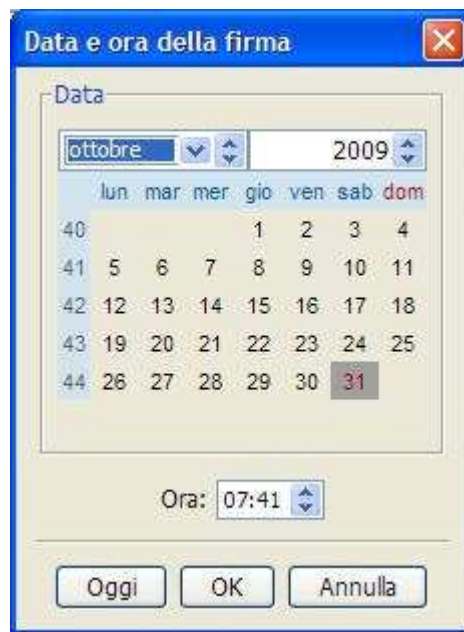 Data e ora della firma
Data
ottobre 2009
lun mar mer gio ven sab dom
40 1 2 3 4
41 5 6 7 8 9 10 11
42 12 13 14 15 16 17 18
43 19 20 21 22 23 24 25
44 26 27 28 29 30 31
Ora: 07:41
Oggi OK Annulla